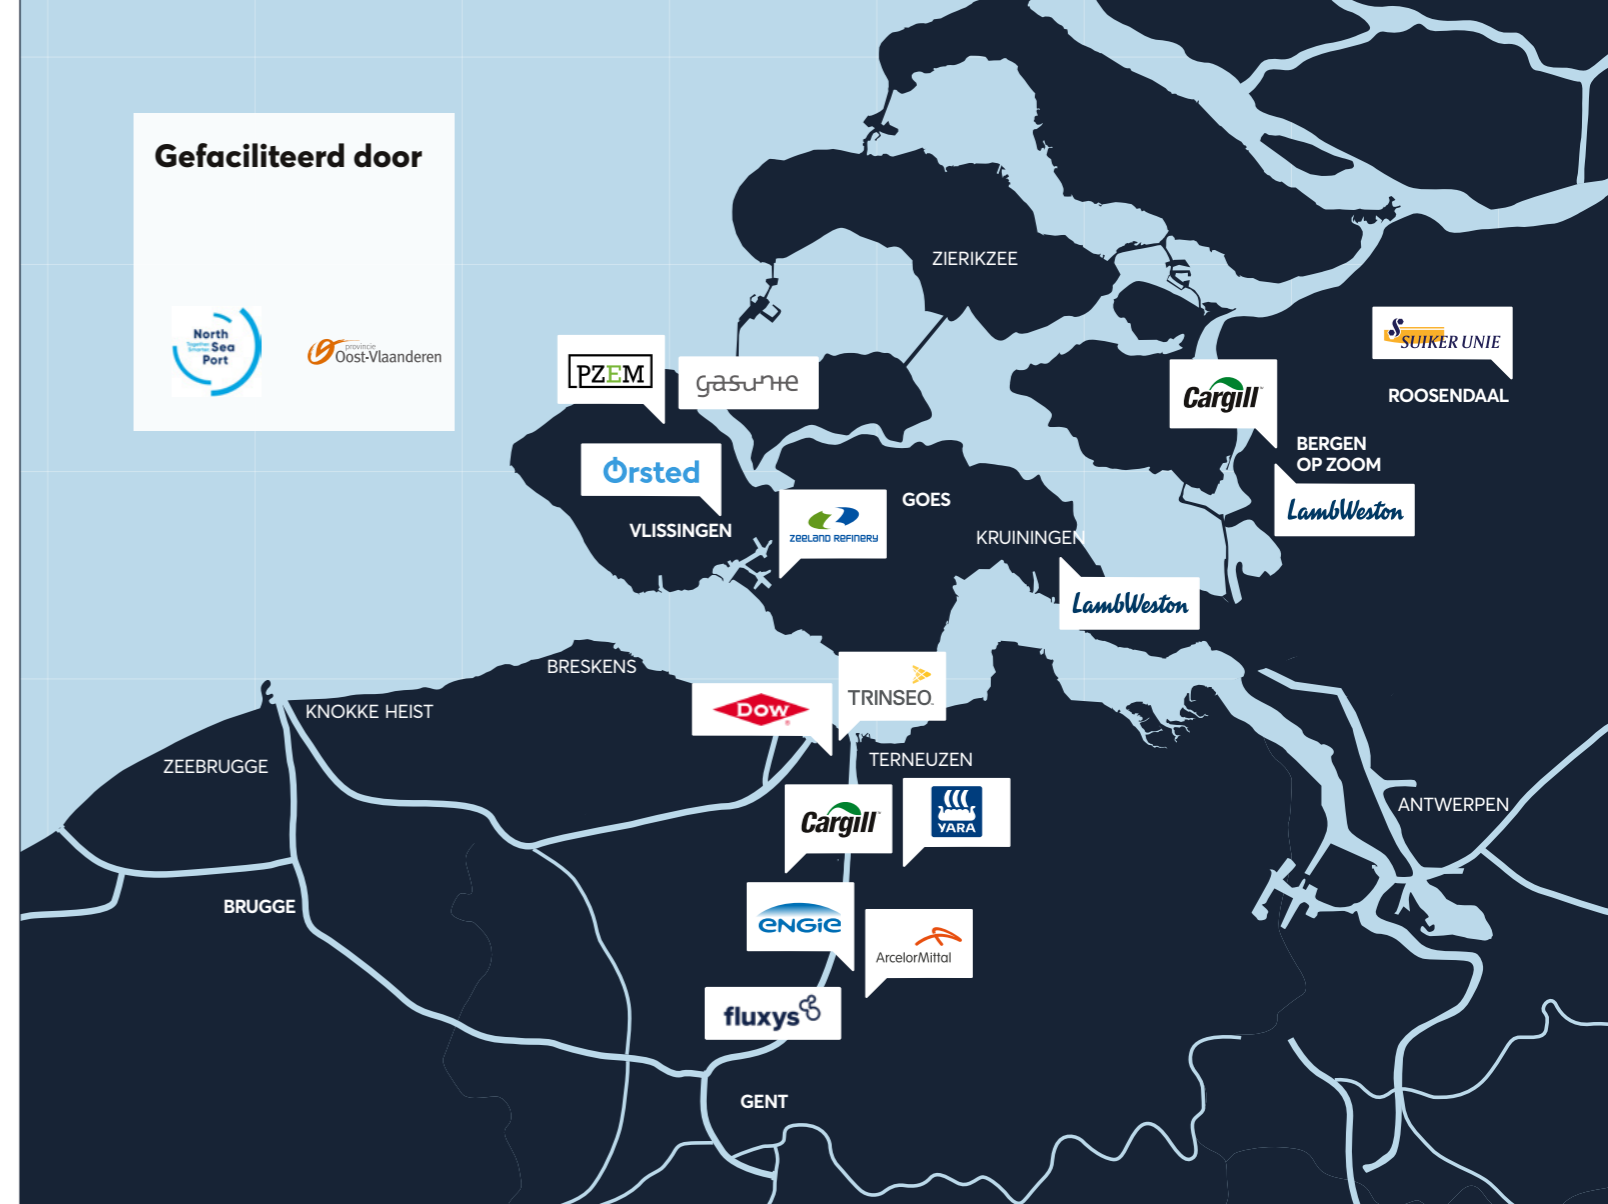 Gefaciliteerd door
North
Together
Smarter
Sea
Port
provincie
Oost-Vlaanderen
ZIERIKZEE
SUIKER UNIE
ROOSENDAAL
PZEM
gasunie
Cargill
BERGEN
OP ZOOM
Ørsted
VLISSINGEN
ZEELAND REFINERY
GOES
LambWeston
KRUININGEN
LambWeston
BRESKENS
KNOKKE HEIST
ZEEBRUGGE
DOW
TRINSEO
TERNEUZEN
Cargill
YARA
ANTWERPEN
BRUGGE
ENGIE
ArcelorMittal
fluxys
GENT